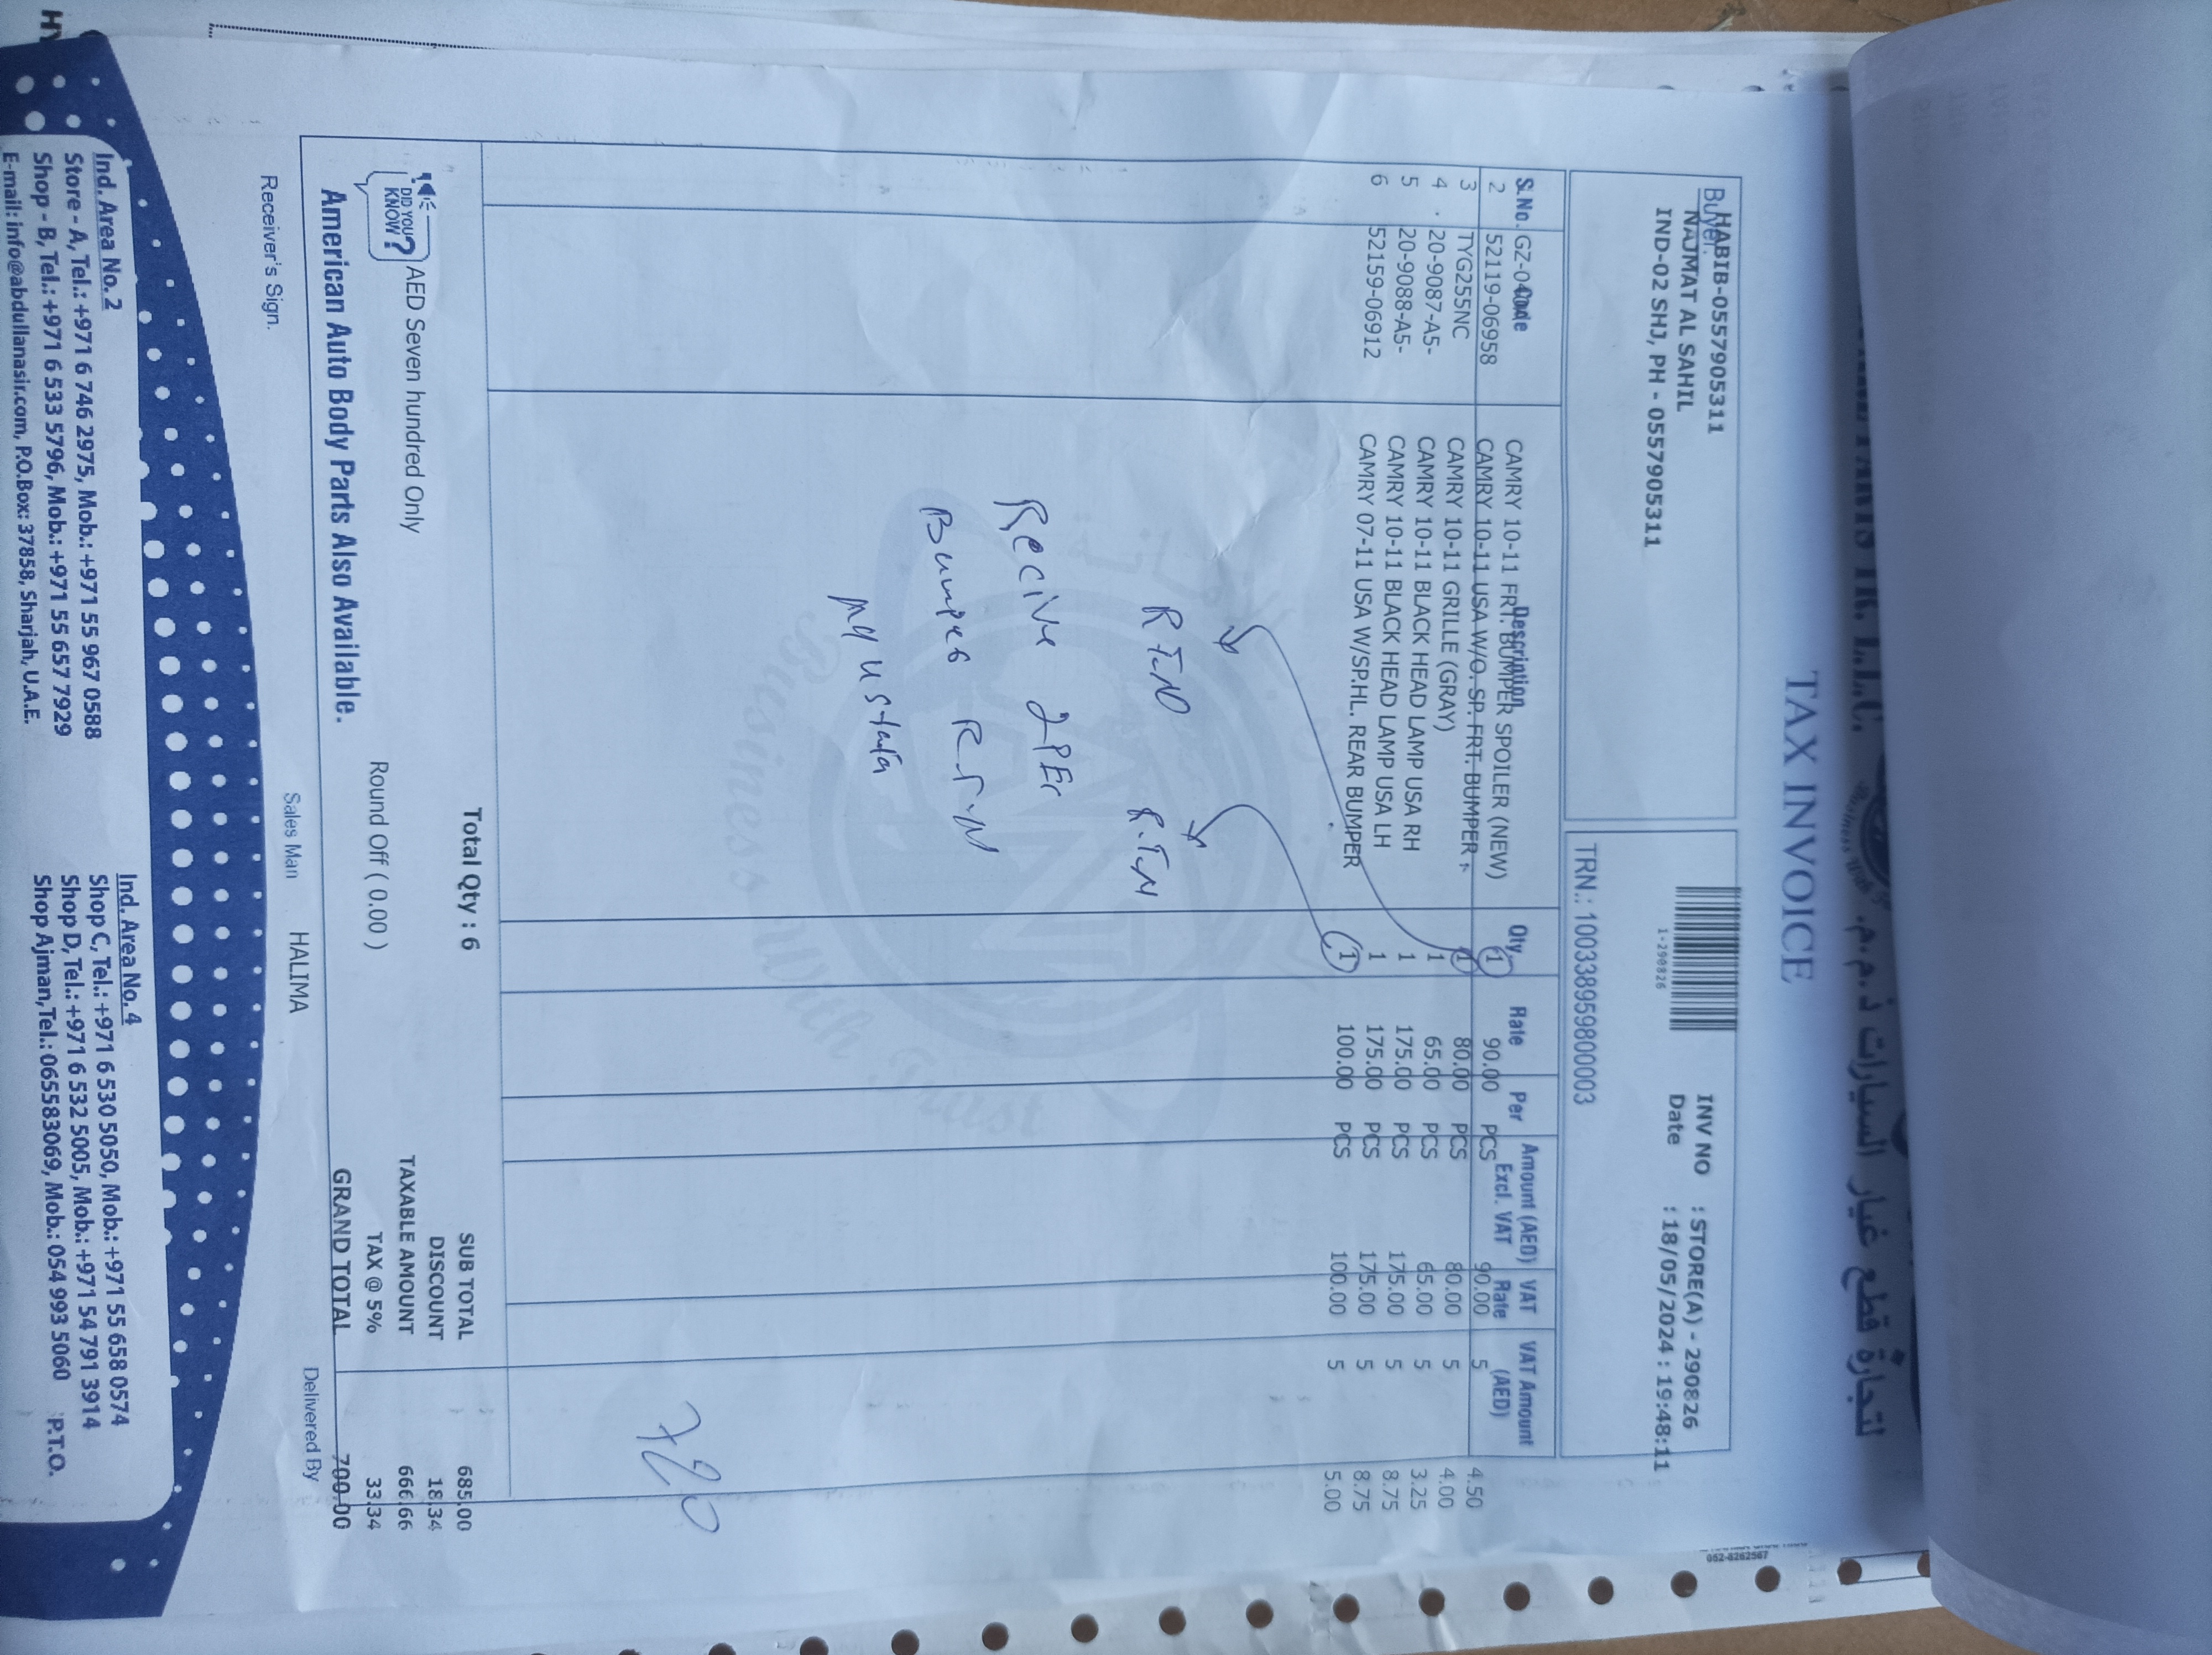 لتجارة قطع غيار السيارات ذ.م.م.
TAX INVOICE
Buyer:
HABIB-0557905311
NAJMAT AL SAHIL
IND-02 SHJ, PH - 0557905311
1-290826
INV NO : STORE(A) - 290826
Date : 18/05/2024 : 19:48:11
TRN.: 100338959800003
S.No. Code Description Qty. Rate Per Amount (AED) Excl. VAT VAT Rate VAT Amount (AED)
CAMRY 10-11 FRT. BUMPER SPOILER (NEW) 1 90.00 PCS 90.00 5 4.50
2 52119-06958 CAMRY 10-11 USA W/O. SP. FRT. BUMPER 1 80.00 PCS 80.00 5 4.00
3 TYG255NC CAMRY 10-11 GRILLE (GRAY) 1 65.00 PCS 65.00 5 3.25
4 20-9087-A5- CAMRY 10-11 BLACK HEAD LAMP USA RH 1 175.00 PCS 175.00 5 8.75
5 20-9088-A5- CAMRY 10-11 BLACK HEAD LAMP USA LH 1 175.00 PCS 175.00 5 8.75
6 52159-06912 CAMRY 07-11 USA W/SP.HL. REAR BUMPER 1 100.00 PCS 100.00 5 5.00
R.T.N
Recive 2 PEC
Total Qty : 6
SUB TOTAL 685.00
DISCOUNT 18.34
TAXABLE AMOUNT 666.66
TAX @ 5% 33.34
GRAND TOTAL 700.00
DID YOU KNOW?
AED Seven hundred Only
Round Off ( 0.00 )
American Auto Body Parts Also Available.
Receiver's Sign.
Sales Man HALIMA
Delivered By
Ind. Area No. 2
Store - A, Tel.: +971 6 746 2975, Mob.: +971 55 967 0588
Shop - B, Tel.: +971 6 533 5796, Mob.: +971 55 657 7929
E-mail: info@abdullanasir.com, P.O.Box: 37858, Sharjah, U.A.E.
Ind. Area No. 4
Shop C, Tel.: +971 6 530 5050, Mob.: +971 55 658 0574
Shop D, Tel.: +971 6 532 5005, Mob.: +971 54 791 3914
Shop Ajman, Tel.: 065583069, Mob.: 054 993 5060 P.T.O.
052-8262567